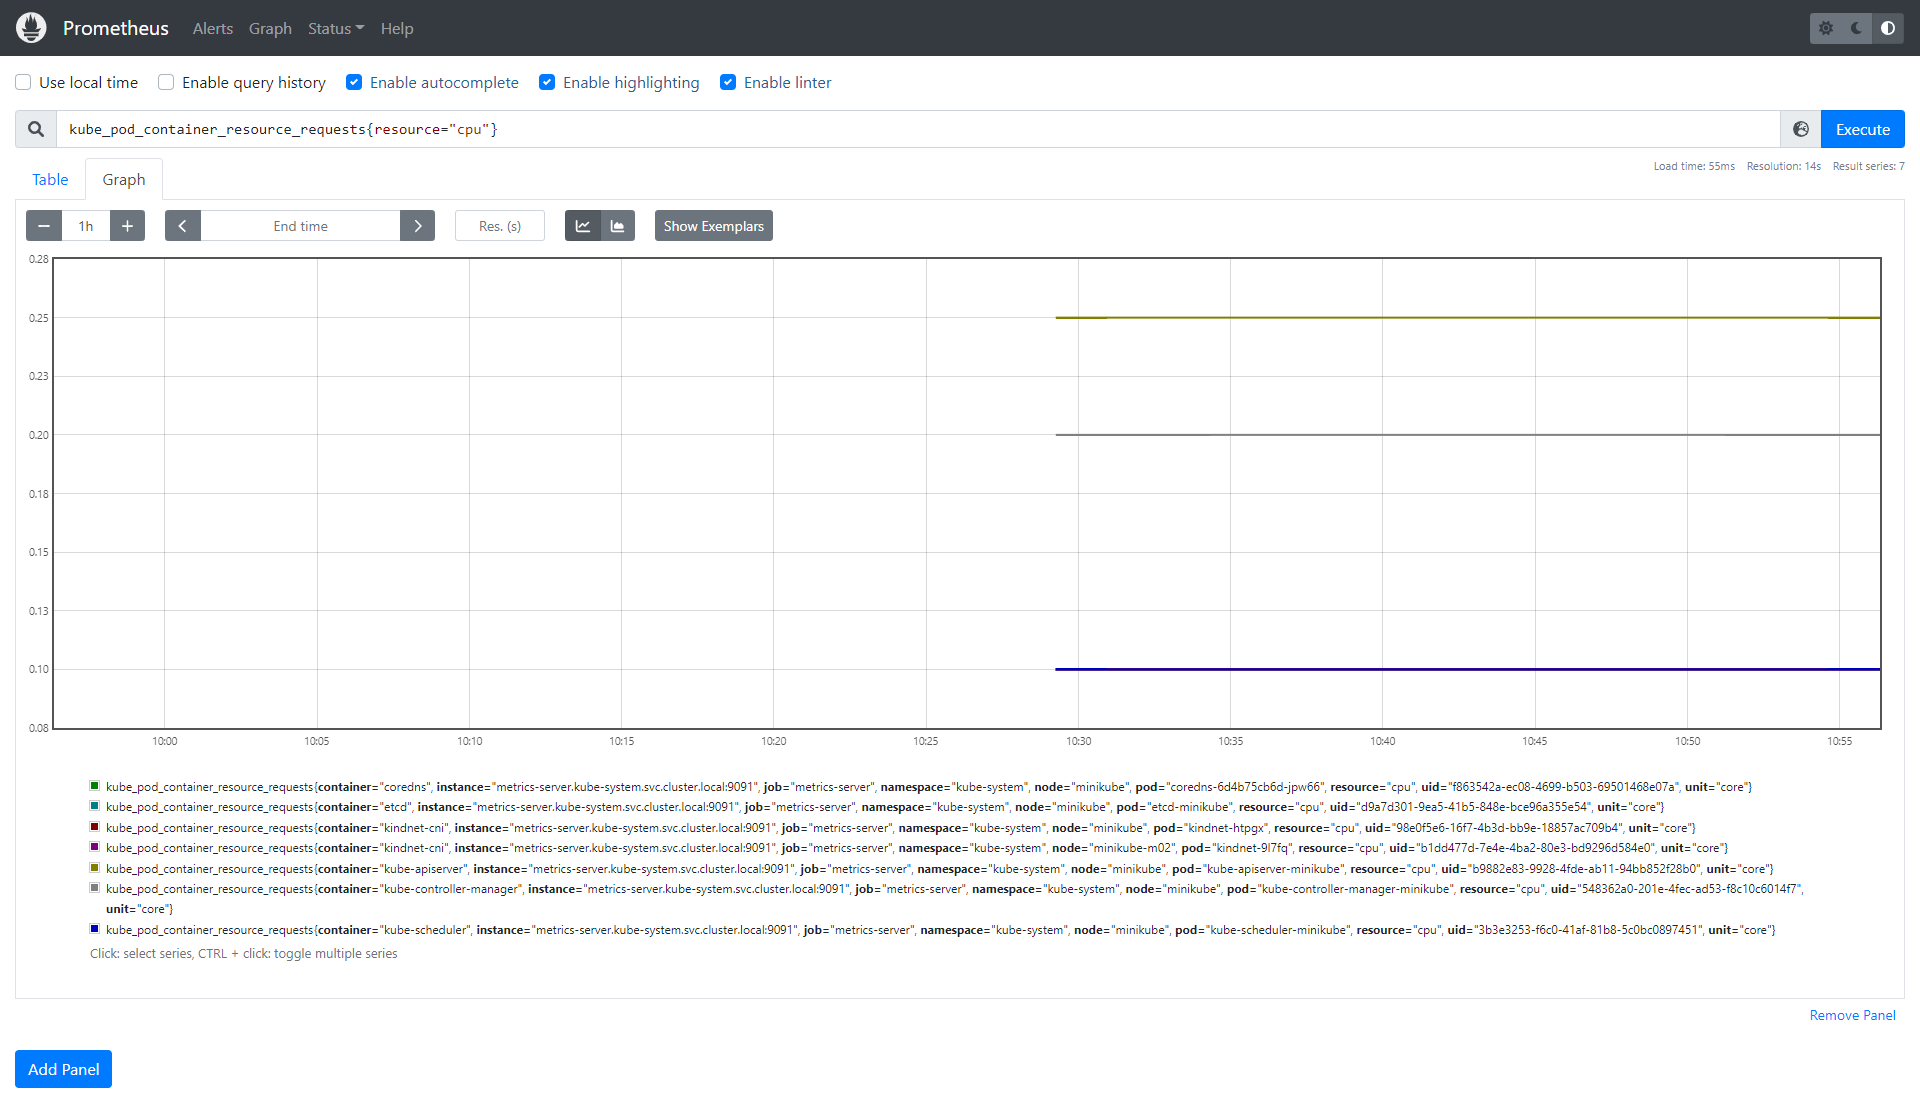 Prometheus Alerts Graph Status Help
Use local time Enable query history Enable autocomplete Enable highlighting Enable linter
kube_pod_container_resource_requests{resource="cpu"} Execute
Load time: 55ms Resolution: 14s Result series: 7
Table Graph
1h End time Res. (s) Show Exemplars
0.28
0.25
0.23
0.20
0.18
0.15
0.13
0.10
0.08
10:00 10:05 10:10 10:15 10:20 10:25 10:30 10:35 10:40 10:45 10:50 10:55
kube_pod_container_resource_requests{container="coredns", instance="metrics-server.kube-system.svc.cluster.local:9091", job="metrics-server", namespace="kube-system", node="minikube", pod="coredns-6d4b75cb6d-jpw66", resource="cpu", uid="f863542a-ec08-4699-b503-69501468e07a", unit="core"}
kube_pod_container_resource_requests{container="etcd", instance="metrics-server.kube-system.svc.cluster.local:9091", job="metrics-server", namespace="kube-system", node="minikube", pod="etcd-minikube", resource="cpu", uid="d9a7d301-9ea5-41b5-848e-bce96a355e54", unit="core"}
kube_pod_container_resource_requests{container="kindnet-cni", instance="metrics-server.kube-system.svc.cluster.local:9091", job="metrics-server", namespace="kube-system", node="minikube", pod="kindnet-htpgx", resource="cpu", uid="98e0f5e6-16f7-4b3d-bb9e-18857ac709b4", unit="core"}
kube_pod_container_resource_requests{container="kindnet-cni", instance="metrics-server.kube-system.svc.cluster.local:9091", job="metrics-server", namespace="kube-system", node="minikube-m02", pod="kindnet-9l7fq", resource="cpu", uid="b1dd477d-7e4e-4ba2-80e3-bd9296d584e0", unit="core"}
kube_pod_container_resource_requests{container="kube-apiserver", instance="metrics-server.kube-system.svc.cluster.local:9091", job="metrics-server", namespace="kube-system", node="minikube", pod="kube-apiserver-minikube", resource="cpu", uid="b9882e83-9928-4fde-ab11-94bb852f28b0", unit="core"}
kube_pod_container_resource_requests{container="kube-controller-manager", instance="metrics-server.kube-system.svc.cluster.local:9091", job="metrics-server", namespace="kube-system", node="minikube", pod="kube-controller-manager-minikube", resource="cpu", uid="548362a0-201e-4fec-ad53-f8c10c6014f7",
unit="core"}
kube_pod_container_resource_requests{container="kube-scheduler", instance="metrics-server.kube-system.svc.cluster.local:9091", job="metrics-server", namespace="kube-system", node="minikube", pod="kube-scheduler-minikube", resource="cpu", uid="3b3e3253-f6c0-41af-81b8-5c0bc0897451", unit="core"}
Click: select series, CTRL + click: toggle multiple series
Remove Panel
Add Panel